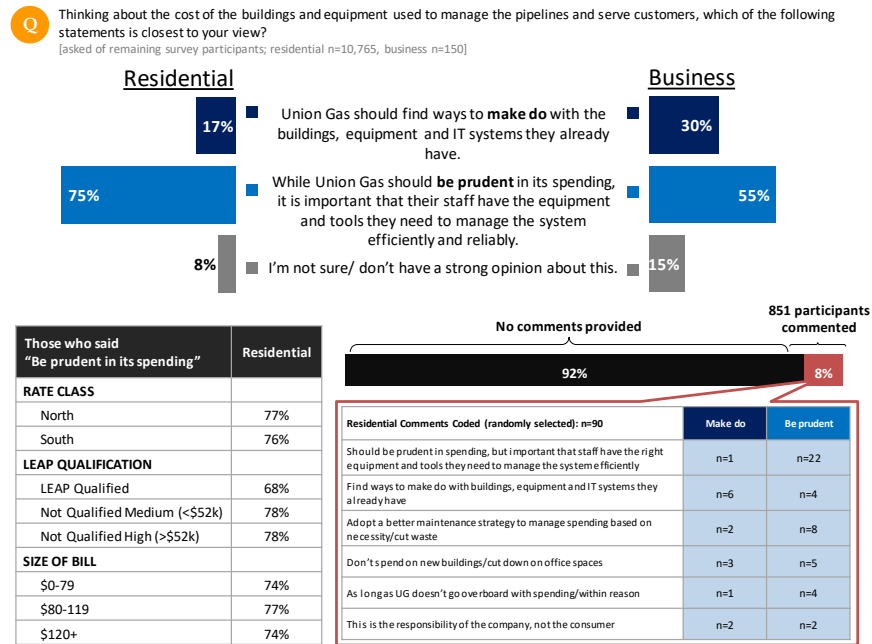 Q
Thinking about the cost of the buildings and equipment used to manage the pipelines and serve customers, which of the following
statements is closest to your view?
[asked of remaining survey participants; residential n=10,765, business n=150]
Residential
Business
17%
Union Gas should find ways to make do with the
buildings, equipment and IT systems they already
have.
30%
75%
While Union Gas should be prudent in its spending,
it is important that their staff have the equipment
and tools they need to manage the system
efficiently and reliably.
55%
8%
I'm not sure/ don't have a strong opinion about this.
15%
Those who said
"Be prudent in its spending"
Residential
RATE CLASS
North 77%
South 76%
LEAP QUALIFICATION
LEAP Qualified 68%
Not Qualified Medium (<$52k) 78%
Not Qualified High (>$52k) 78%
SIZE OF BILL
$0-79 74%
$80-119 77%
$120+ 74%
No comments provided
851 participants
commented
92%
8%
Residential Comments Coded (randomly selected): n=90 Make do Be prudent
Should be prudent in spending, but important that staff have the right
equipment and tools they need to manage the system efficiently
n=1 n=22
Find ways to make do with buildings, equipment and IT systems they
already have
n=6 n=4
Adopt a better maintenance strategy to manage spending based on
necessity/cut waste
n=2 n=8
Don't spend on new buildings/cut down on office spaces n=3 n=5
As long as UG doesn't go overboard with spending/within reason n=1 n=4
This is the responsibility of the company, not the consumer n=2 n=2